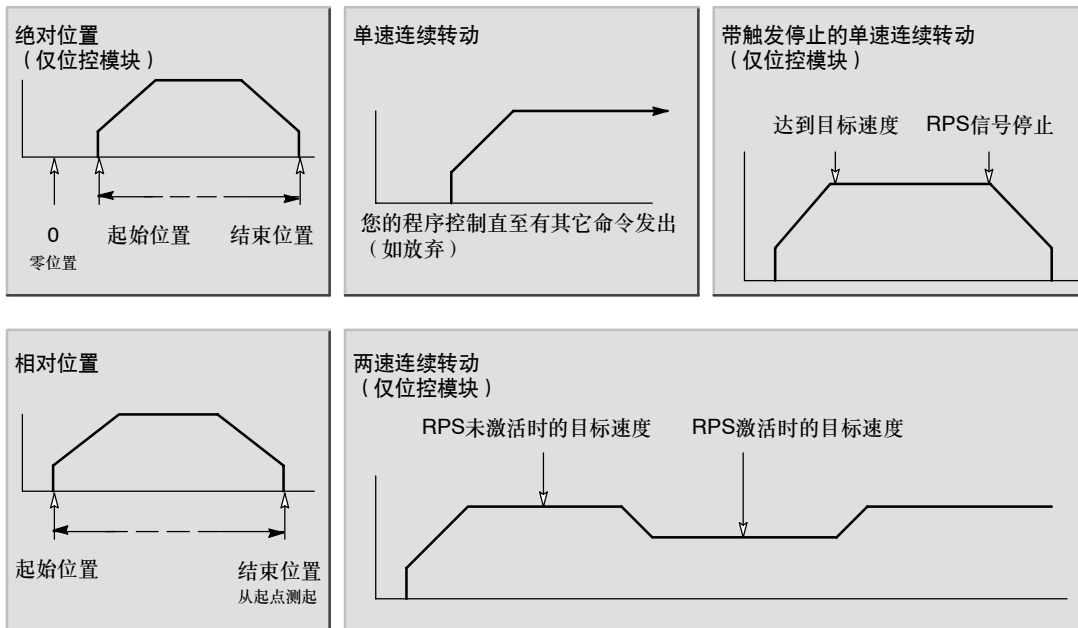 绝对位置
（仅位控模块）
0
零位置
起始位置
结束位置
单速连续转动
您的程序控制直至有其它命令发出
（如放弃）
带触发停止的单速连续转动
（仅位控模块）
达到目标速度
RPS信号停止
相对位置
起始位置
结束位置
从起点测起
两速连续转动
（仅位控模块）
RPS未激活时的目标速度
RPS激活时的目标速度